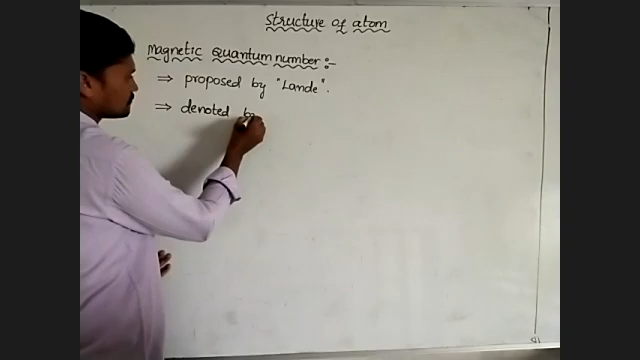 Structure of atom
Magnetic Quantum number :-
⇒ proposed by "Lande".
⇒ denoted by